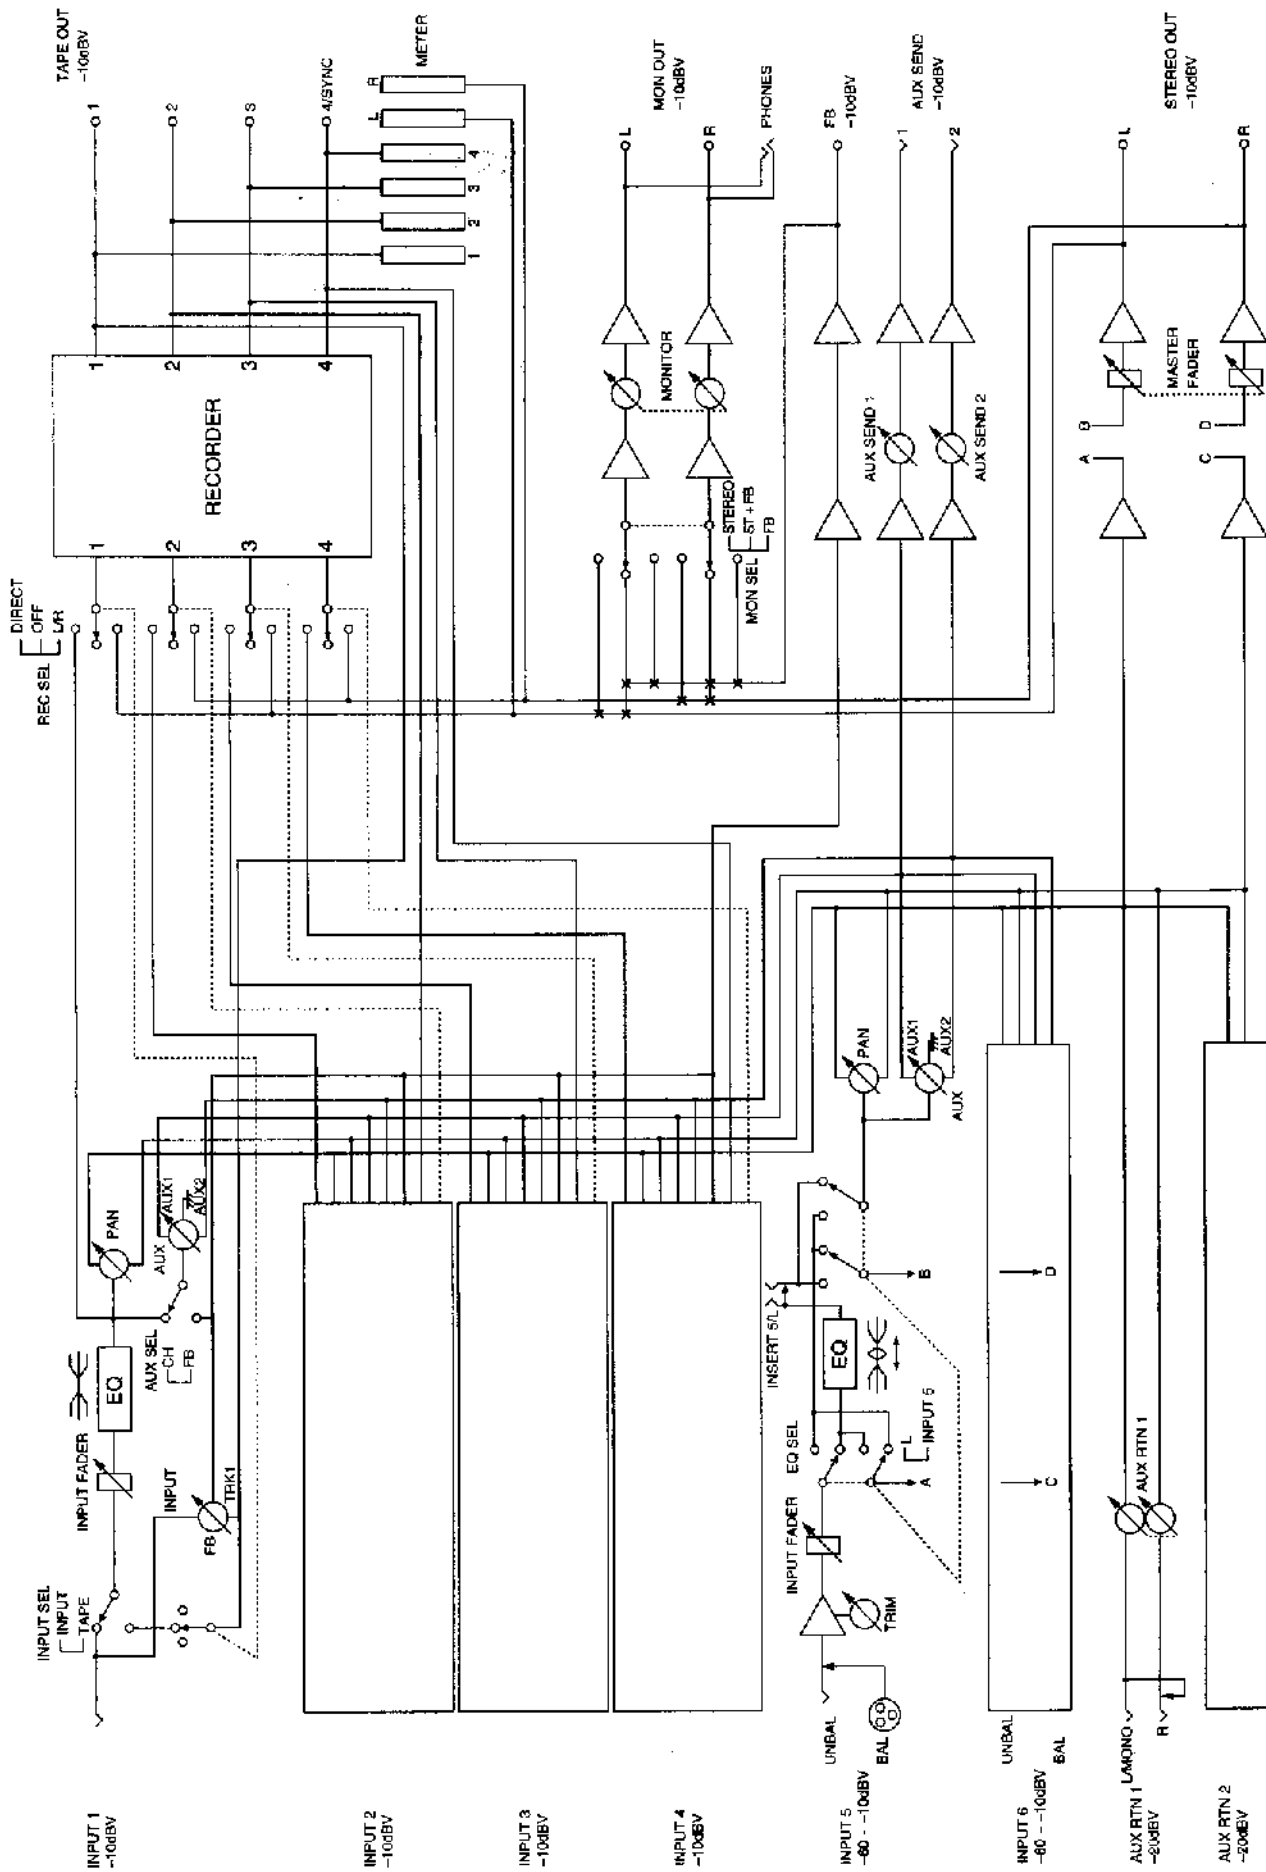 INPUT 1
-10dBV
INPUT SEL
INPUT
TAPE
INPUT FADER
EQ
PAN
INPUT
FB
TRK1
AUX SEL
CH
FB
AUX
AUX1
AUX2
REC SEL
DIRECT
OFF
L/R
1
2
3
4
RECORDER
1
2
3
4
TAPE OUT
-10dBV
1
2
3
4/SYNC
METER
1
2
3
4
L
R
INPUT 2
-10dBV
INPUT 3
-10dBV
INPUT 4
-10dBV
MON SEL
STEREO
ST + FB
FB
MONITOR
MON OUT
-10dBV
L
R
PHONES
FB
-10dBV
INPUT 5
-60 - -10dBV
UNBAL
BAL
TRIM
INPUT FADER
EQ SEL
A
L
INPUT 5
EQ
INSERT 5/L
B
PAN
AUX
AUX1
AUX2
AUX SEND 1
AUX SEND 2
AUX SEND
-10dBV
1
2
INPUT 6
-60 - -10dBV
UNBAL
BAL
C
D
AUX RTN 1
-20dBV
L/MONO
R
AUX RTN 1
A
B
C
D
MASTER
FADER
STEREO OUT
-10dBV
L
R
AUX RTN 2
-20dBV